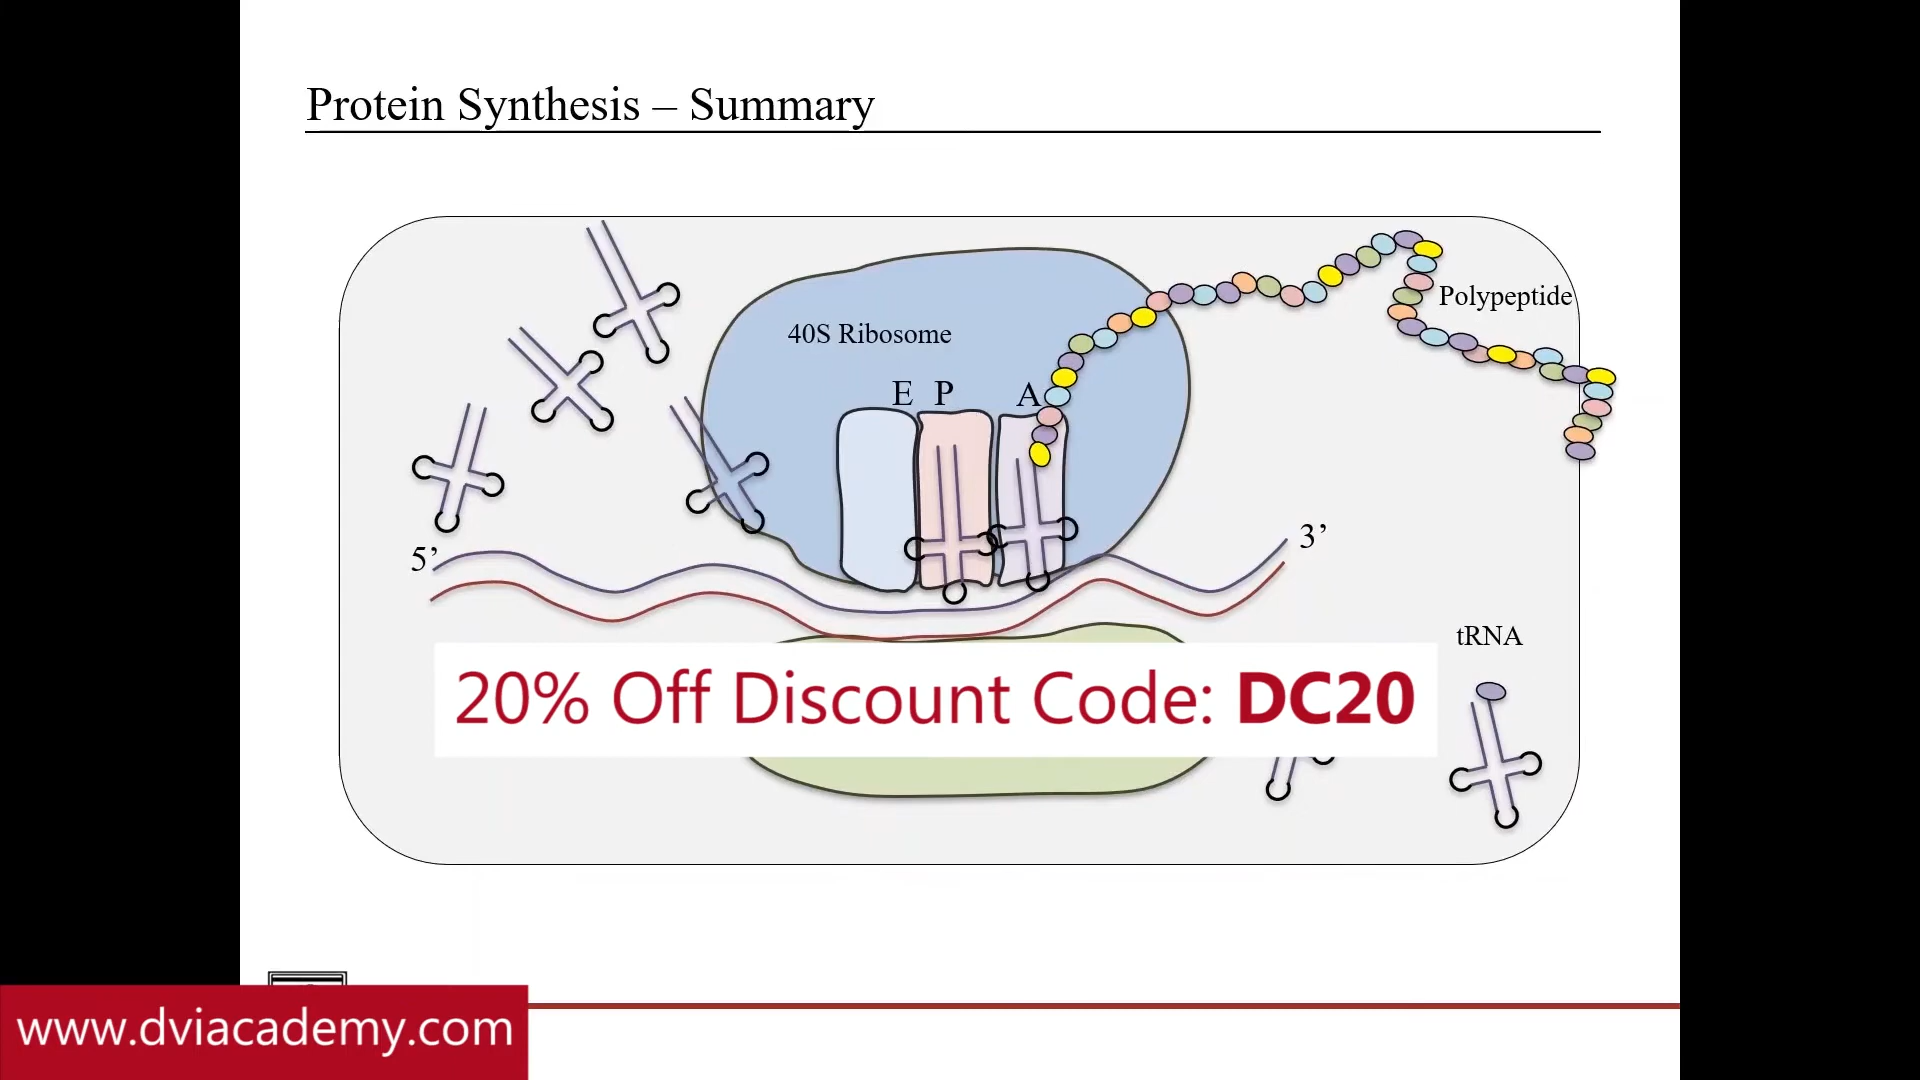 Protein Synthesis – Summary
Polypeptide
40S Ribosome
E P A
5’
3’
tRNA
20% Off Discount Code: DC20
www.dviacademy.com